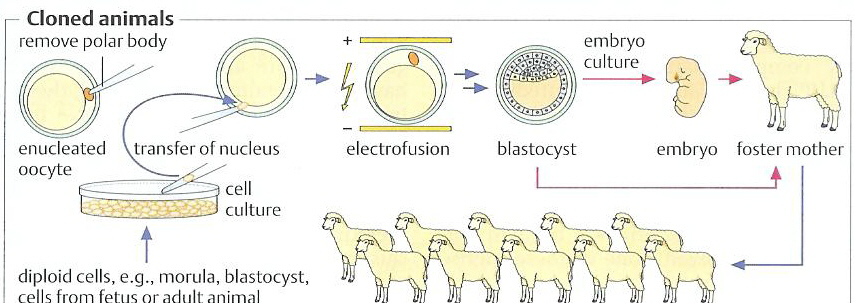 Cloned animals
remove polar body
+
−
enucleated
oocyte
transfer of nucleus
electrofusion
blastocyst
embryo
culture
embryo
foster mother
cell
culture
diploid cells, e.g., morula, blastocyst,
cells from fetus or adult animal